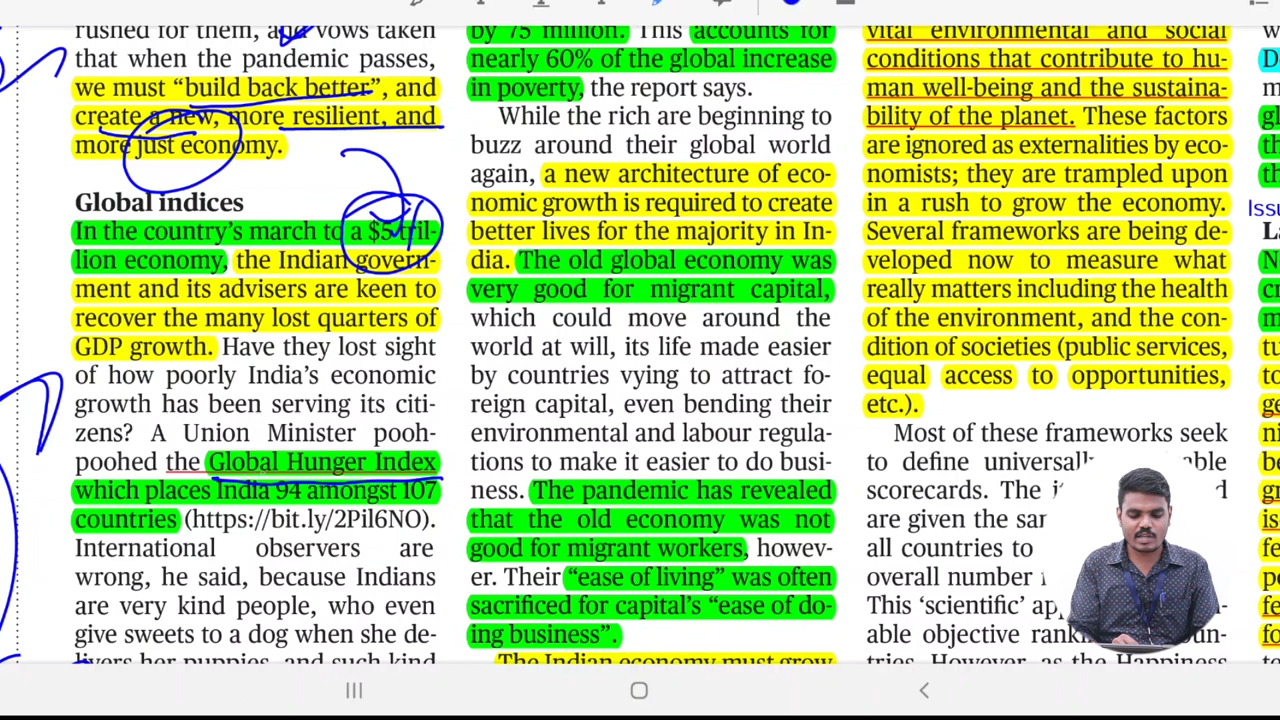 rushed for them, and vows taken
that when the pandemic passes,
we must “build back better”, and
create a new, more resilient, and
more just economy.
Global indices
In the country’s march to a $5 tril-
lion economy, the Indian govern-
ment and its advisers are keen to
recover the many lost quarters of
GDP growth. Have they lost sight
of how poorly India’s economic
growth has been serving its citi-
zens? A Union Minister pooh-
poohed the Global Hunger Index
which places India 94 amongst 107
countries (https://bit.ly/2Pil6NO).
International observers are
wrong, he said, because Indians
are very kind people, who even
give sweets to a dog when she de-
livers her puppies, and such kind
by 75 million. This accounts for
nearly 60% of the global increase
in poverty, the report says.
While the rich are beginning to
buzz around their global world
again, a new architecture of eco-
nomic growth is required to create
better lives for the majority in In-
dia. The old global economy was
very good for migrant capital,
which could move around the
world at will, its life made easier
by countries vying to attract fo-
reign capital, even bending their
environmental and labour regula-
tions to make it easier to do busi-
ness. The pandemic has revealed
that the old economy was not
good for migrant workers, howev-
er. Their “ease of living” was often
sacrificed for capital’s “ease of do-
ing business”.
The Indian economy must grow
vital environmental and social
conditions that contribute to hu-
man well-being and the sustaina-
bility of the planet. These factors
are ignored as externalities by eco-
nomists; they are trampled upon
in a rush to grow the economy.
Several frameworks are being de-
veloped now to measure what
really matters including the health
of the environment, and the con-
dition of societies (public services,
equal access to opportunities,
etc.).
Most of these frameworks seek
to define
scorecards. The
are given the
all countries to
overall number
This ‘scientific’
able objective
tries. However, as the Happiness